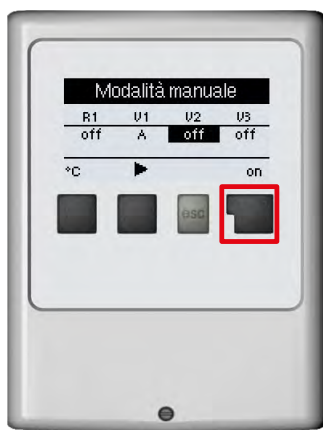 Modalità manuale
R1 V1 V2 V3
off A off off
°C ▶ on
esc